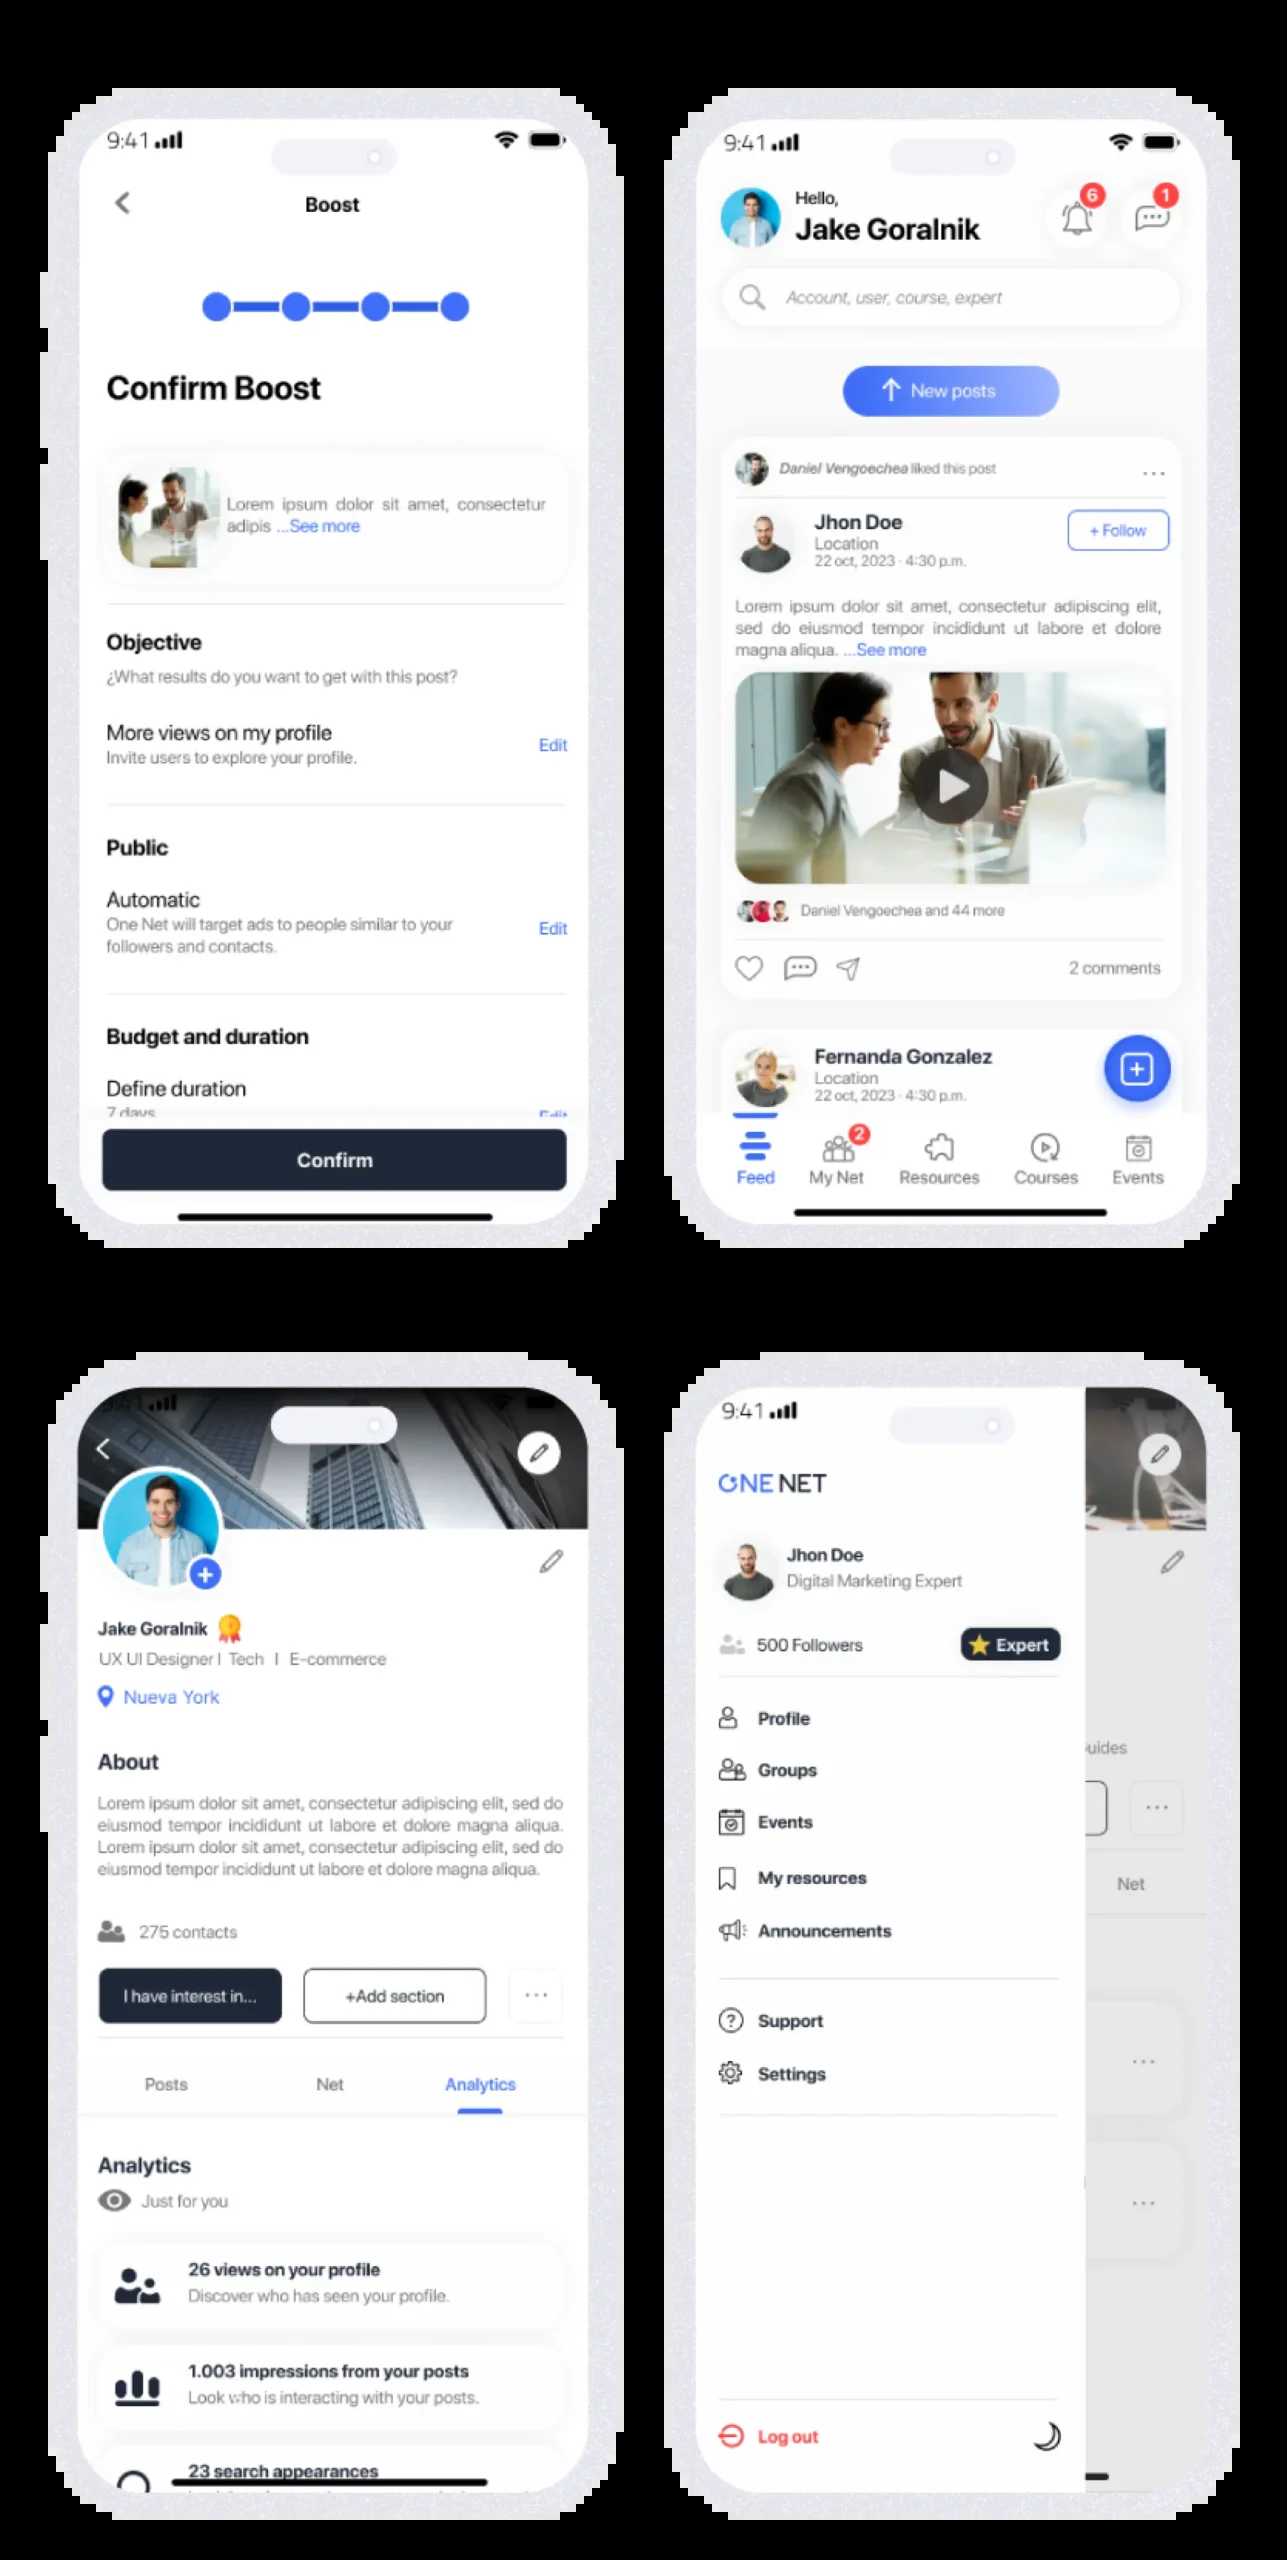 9:41
Boost
Confirm Boost
Lorem ipsum dolor sit amet, consectetur
adipis ...See more
Objective
¿What results do you want to get with this post?
More views on my profile
Invite users to explore your profile.
Edit
Public
Automatic
One Net will target ads to people similar to your
followers and contacts.
Edit
Budget and duration
Define duration
7 days
Edit
Confirm
9:41
Hello,
Jake Goralnik
6
1
Account, user, course, expert
New posts
Daniel Vengoechea liked this post
...
Jhon Doe
Location
22 oct, 2023 · 4:30 p.m.
+ Follow
Lorem ipsum dolor sit amet, consectetur adipiscing elit,
sed do eiusmod tempor incididunt ut labore et dolore
magna aliqua. ...See more
Daniel Vengoechea and 44 more
2 comments
Fernanda Gonzalez
Location
22 oct, 2023 · 4:30 p.m.
2
Feed
My Net
Resources
Courses
Events
9:41
Jake Goralnik
UX UI Designer I Tech I E-commerce
Nueva York
About
Lorem ipsum dolor sit amet, consectetur adipiscing elit, sed do
eiusmod tempor incididunt ut labore et dolore magna aliqua.
Lorem ipsum dolor sit amet, consectetur adipiscing elit, sed do
eiusmod tempor incididunt ut labore et dolore magna aliqua.
275 contacts
I have interest in...
+Add section
...
Posts
Net
Analytics
Analytics
Just for you
26 views on your profile
Discover who has seen your profile.
1.003 impressions from your posts
Look who is interacting with your posts.
23 search appearances
9:41
ONE NET
Jhon Doe
Digital Marketing Expert
500 Followers
Expert
Profile
Groups
Events
My resources
Announcements
Support
Settings
Log out
uides
...
Net
...
...